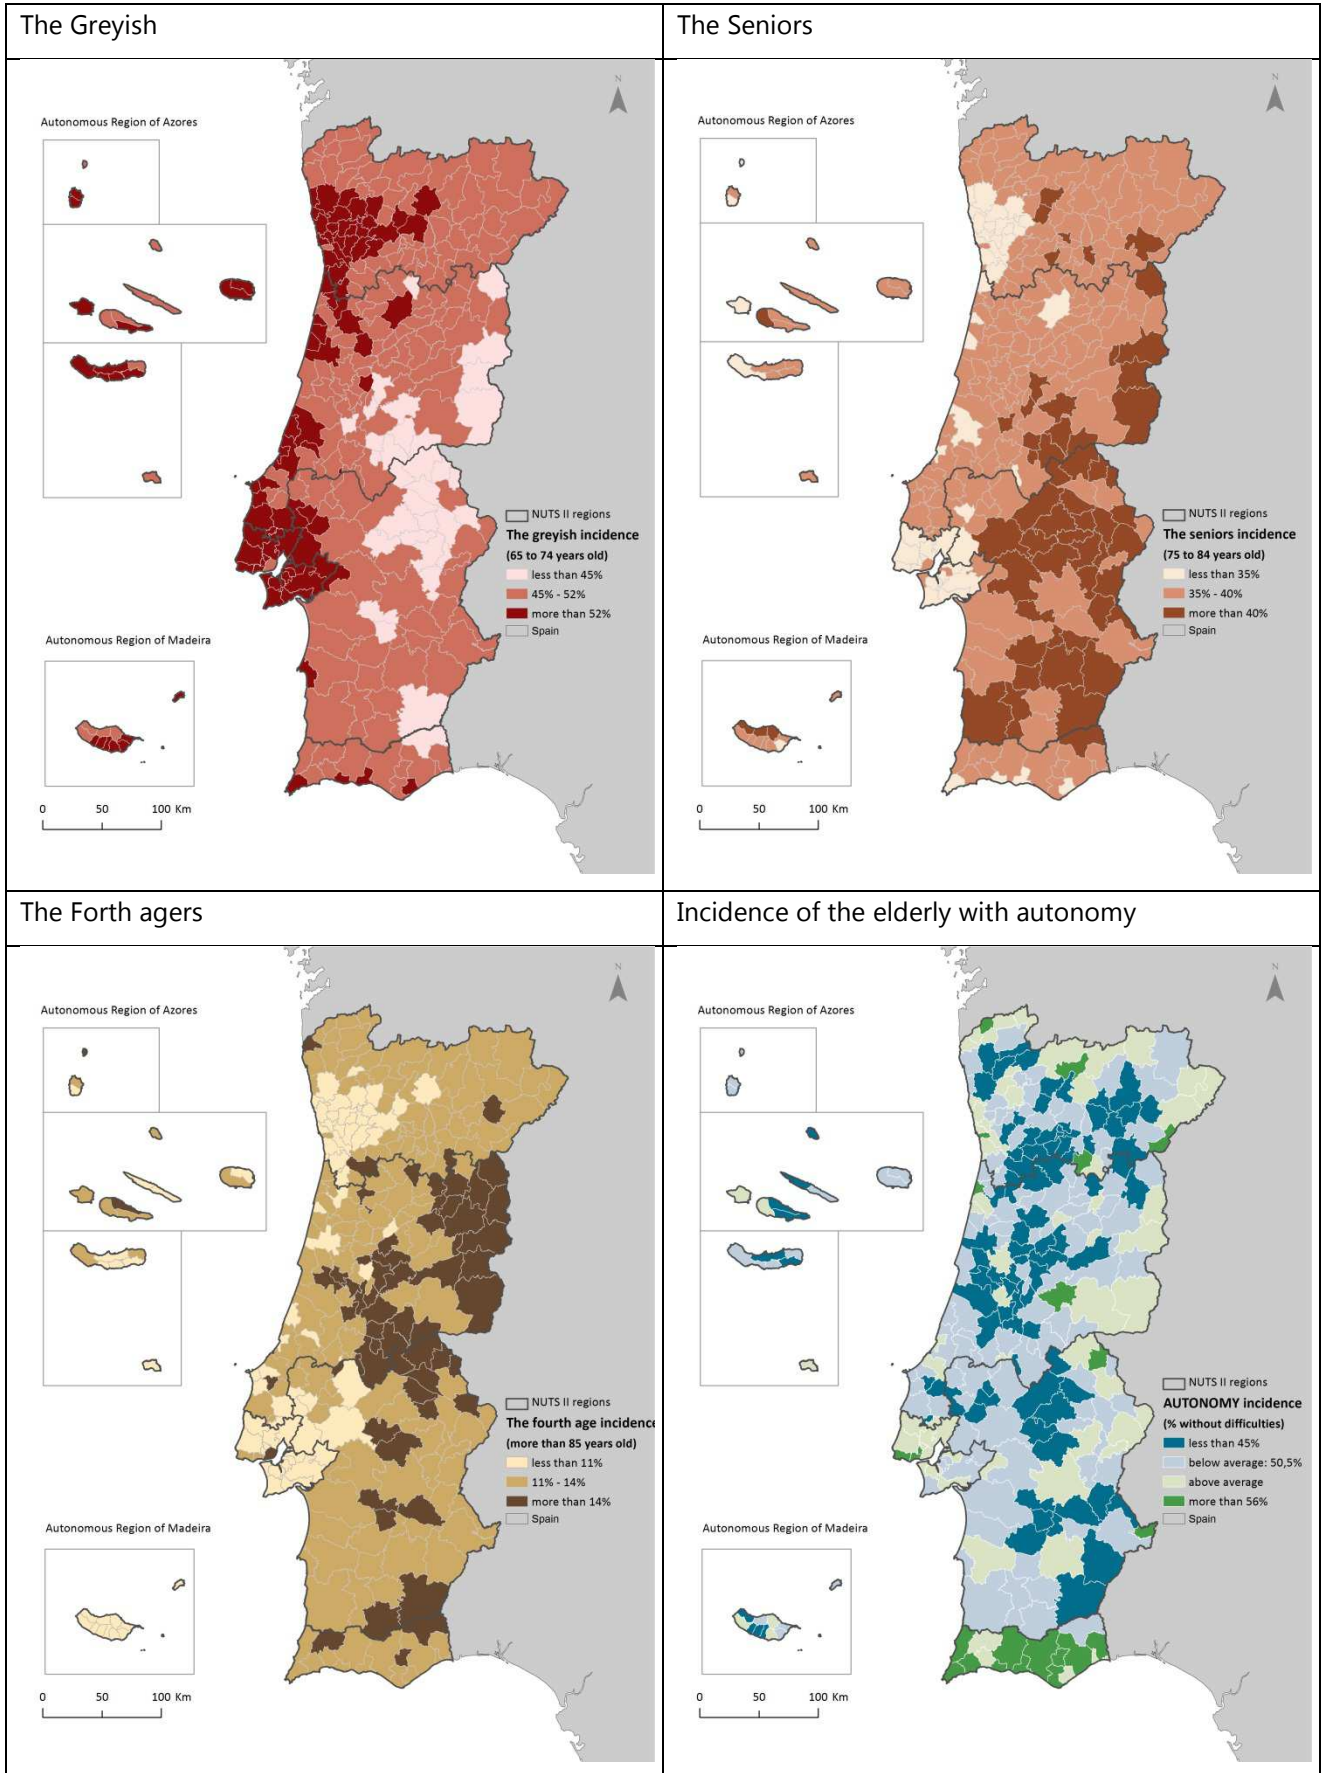 The Greyish
The Seniors
N
Autonomous Region of Azores
NUTS II regions
The greyish incidence
(65 to 74 years old)
less than 45%
45% - 52%
more than 52%
Spain
Autonomous Region of Madeira
0 50 100 Km
N
Autonomous Region of Azores
NUTS II regions
The seniors incidence
(75 to 84 years old)
less than 35%
35% - 40%
more than 40%
Spain
Autonomous Region of Madeira
0 50 100 Km
The Forth agers
Incidence of the elderly with autonomy
N
Autonomous Region of Azores
NUTS II regions
The fourth age incidence
(more than 85 years old)
less than 11%
11% - 14%
more than 14%
Spain
Autonomous Region of Madeira
0 50 100 Km
N
Autonomous Region of Azores
NUTS II regions
AUTONOMY incidence
(% without difficulties)
less than 45%
below average: 50,5%
above average
more than 56%
Spain
Autonomous Region of Madeira
0 50 100 Km